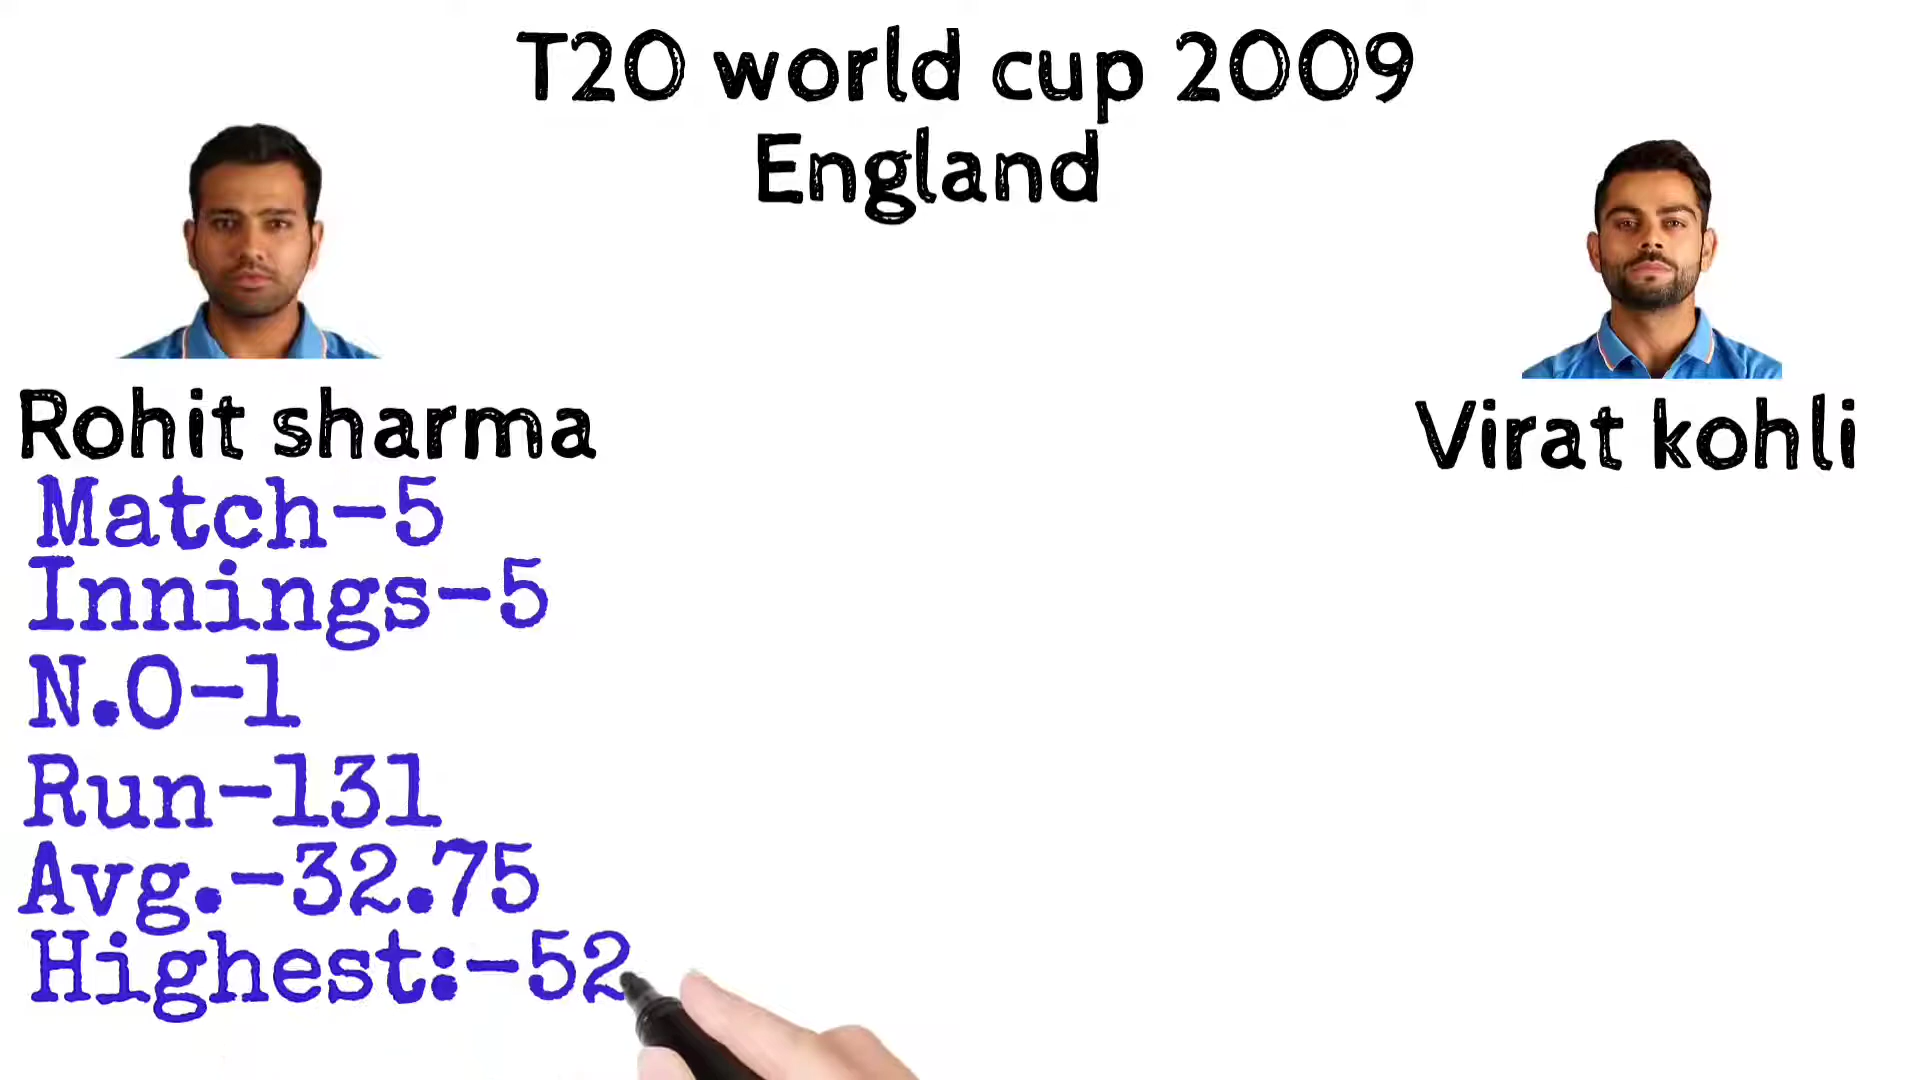 T20 world cup 2009
England
Rohit sharma
Virat kohli
Match-5
Innings-5
N.O-1
Run-131
Avg.-32.75
Highest:-52